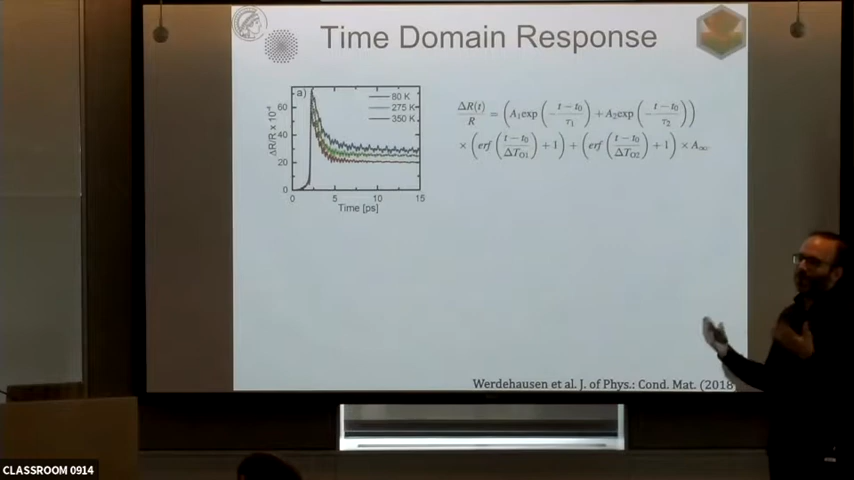 Time Domain Response
a)
80 K
275 K
350 K
60
40
20
0
ΔR/R x 10⁻⁴
0 5 10 15
Time [ps]
ΔR(t)/R = (A₁exp(−(t−t₀)/τ₁) + A₂exp(−(t−t₀)/τ₂))
× (erf((t−t₀)/ΔT₀₁) + 1) + (erf((t−t₀)/ΔT₀₂) + 1) × A∞
Werdehausen et al. J. of Phys.: Cond. Mat. (2018
CLASSROOM 0914